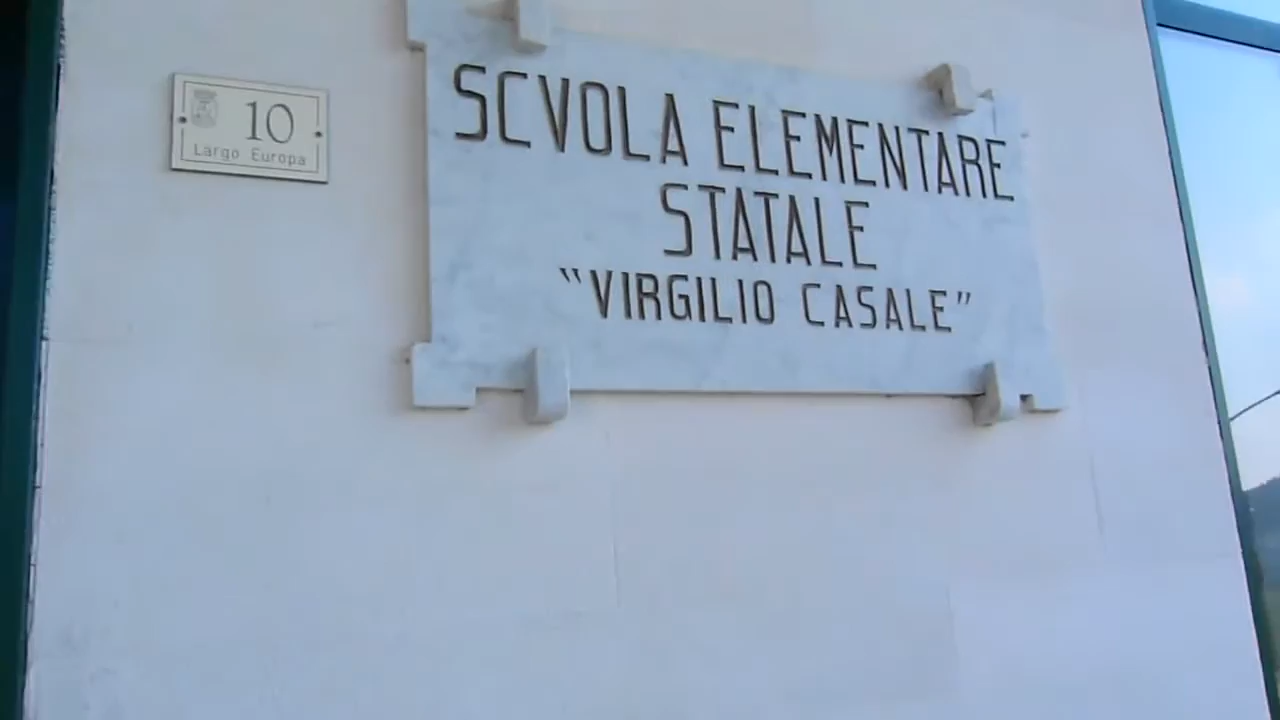 10
Largo Europa
SCVOLA ELEMENTARE
STATALE
“VIRGILIO CASALE”